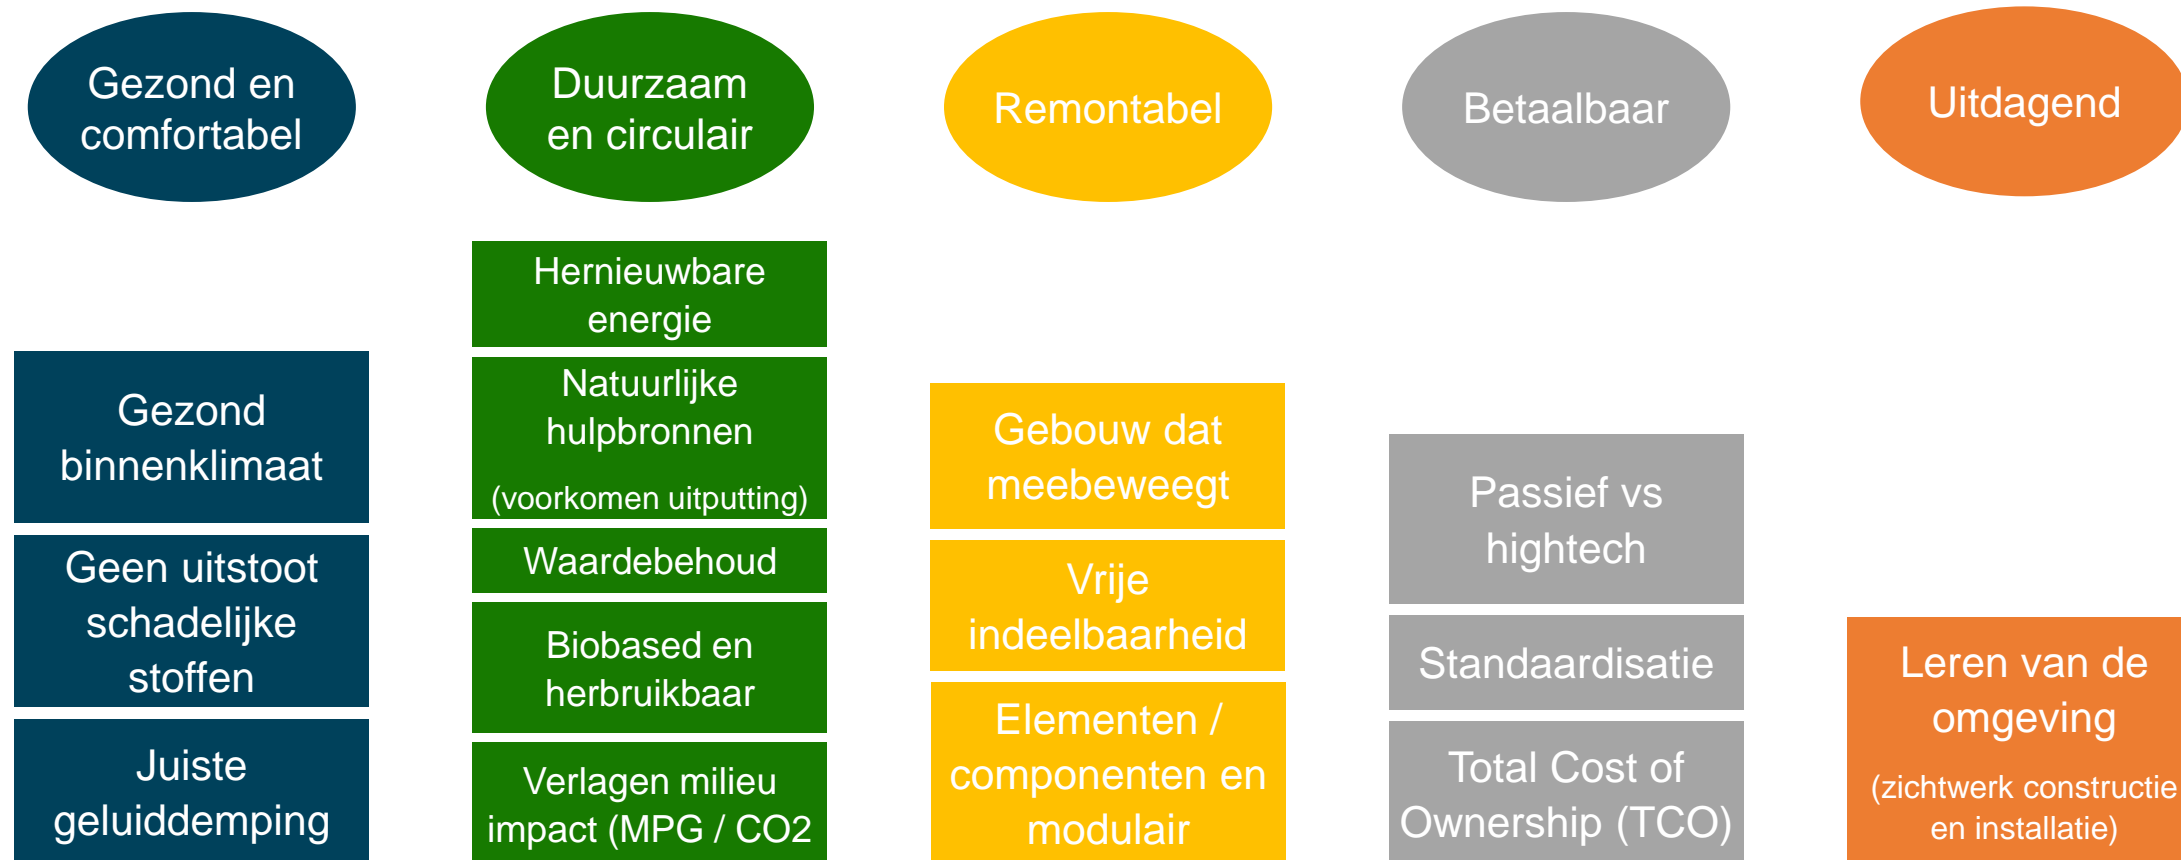 Gezond en
comfortabel
Duurzaam
en circulair
Remontabel
Betaalbaar
Uitdagend
Gezond
binnenklimaat
Geen uitstoot
schadelijke
stoffen
Juiste
geluiddemping
Hernieuwbare
energie
Natuurlijke
hulpbronnen
(voorkomen uitputting)
Waardebehoud
Biobased en
herbruikbaar
Verlagen milieu
impact (MPG / CO2
Gebouw dat
meebeweegt
Vrije
indeelbaarheid
Elementen /
componenten en
modulair
Passief vs
hightech
Standaardisatie
Total Cost of
Ownership (TCO)
Leren van de
omgeving
(zichtwerk constructie
en installatie)